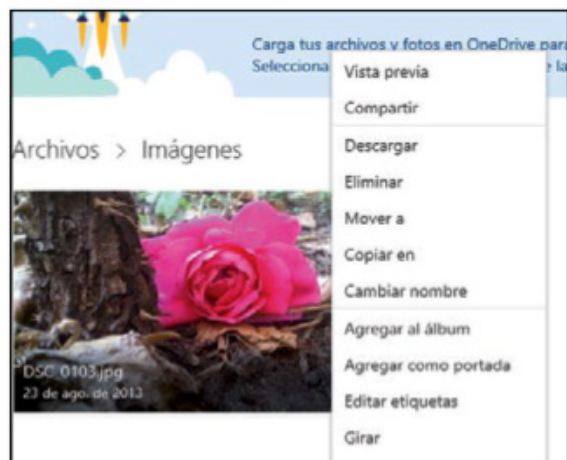 Carga tus archivos y fotos en OneDrive para
Selecciona
la
Vista previa
Compartir
Descargar
Eliminar
Mover a
Copiar en
Cambiar nombre
Agregar al álbum
Agregar como portada
Editar etiquetas
Girar
Archivos > Imágenes
DSC_0103.jpg
23 de ago. de 2013